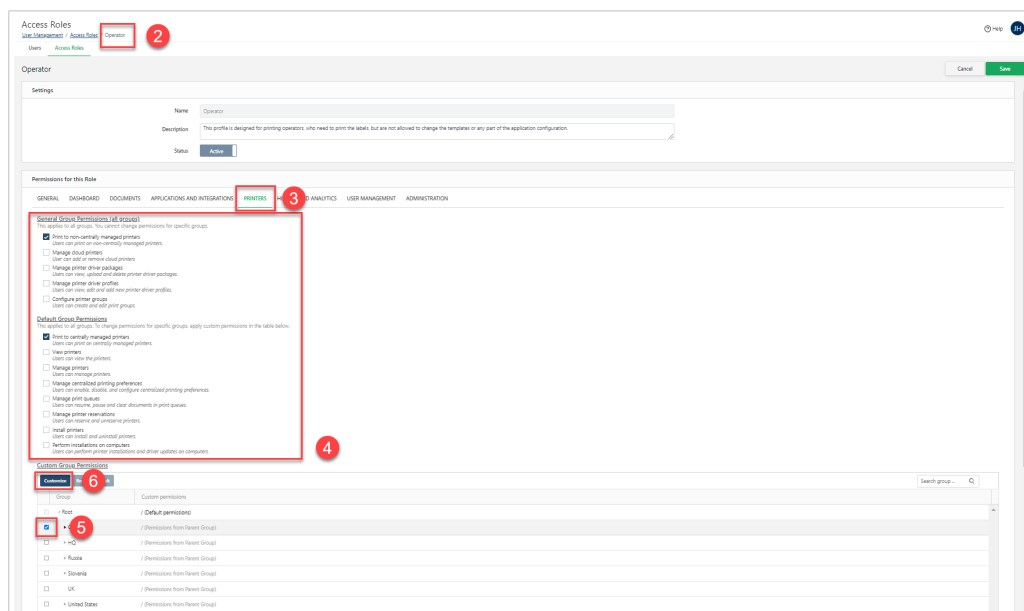 Access Roles
User Management / Access Roles / Operator
2
Help JH
Users Access Roles
Operator
Cancel Save
Settings
Name Operator
Description This profile is designed for printing operators, who need to print the labels, but are not allowed to change the templates or any part of the application configuration.
Status Active
Permissions for this Role
GENERAL DASHBOARD DOCUMENTS APPLICATIONS AND INTEGRATIONS PRINTERS 3 ANALYTICS USER MANAGEMENT ADMINISTRATION
General Group Permissions (all groups)
This applies to all groups. You cannot change permissions for specific groups.
Print to non-centrally managed printers
Users can print on non-centrally managed printers.
Manage cloud printers
User can add or remove cloud printers
Manage printer driver packages
Users can view, upload and delete printer driver packages.
Manage printer driver profiles
Users can view, edit and add new printer driver profiles.
Configure printer groups
Users can create and edit print groups.
Default Group Permissions
This applies to all groups. To change permissions for specific groups, apply custom permissions in the table below.
Print to centrally managed printers
Users can print on centrally managed printers.
View printers
Users can view the printers.
Manage printers
Users can manage printers.
Manage centralized printing preferences
Users can enable, disable, and configure centralized printing preferences.
Manage print queues
Users can resume, pause and clear documents in print queues.
Manage printer reservations
Users can reserve and unreserve printers.
Install printers
Users can install and uninstall printers.
Perform installations on computers
Users can perform printer installations and driver updates on computers.
4
Custom Group Permissions
Customize 6 Search group ..
Group Custom permissions
Root / (Default permissions)
5 / (Permissions from Parent Group)
HQ / (Permissions from Parent Group)
Russia / (Permissions from Parent Group)
Slovenia / (Permissions from Parent Group)
UK / (Permissions from Parent Group)
United States / (Permissions from Parent Group)